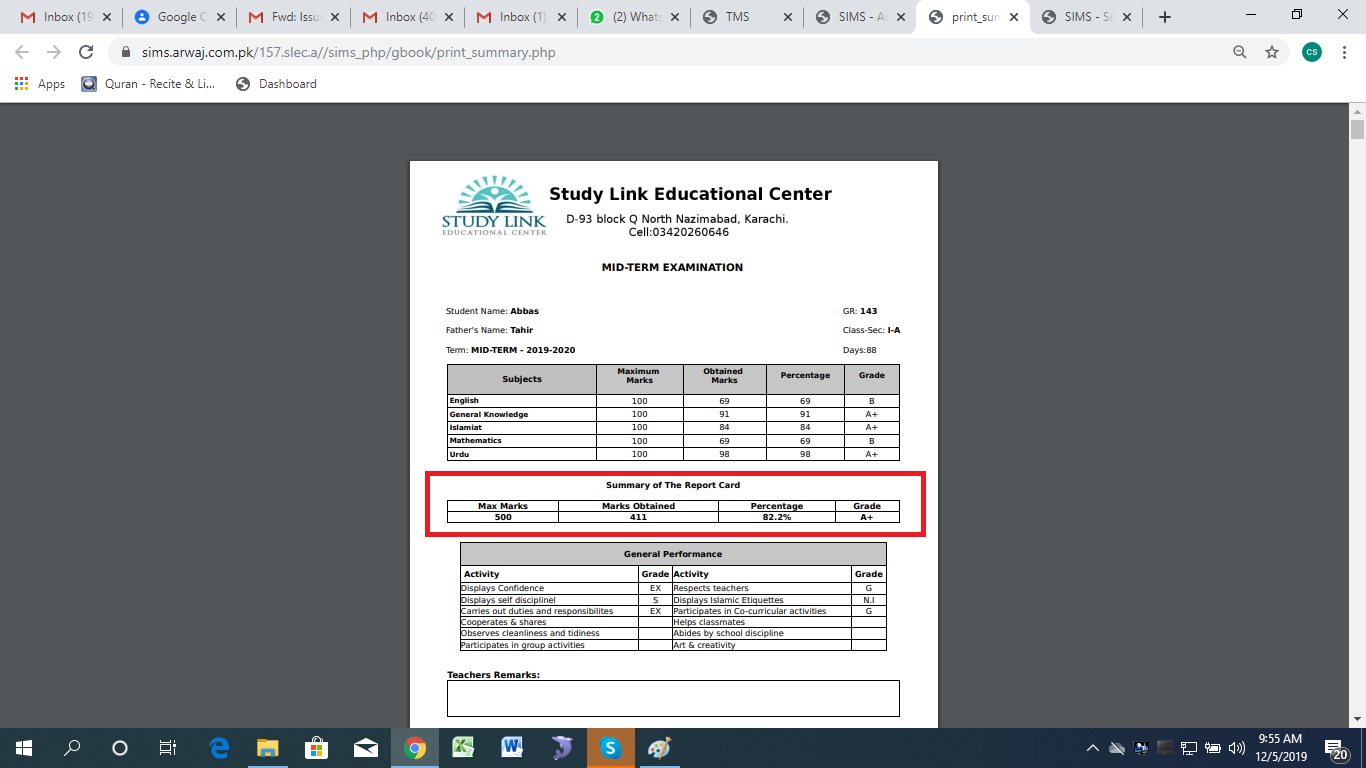 Inbox (19
Google C
Fwd: Issu
Inbox (40
Inbox (1)
(2) Whats
TMS
SIMS - A
print_sum
SIMS - Sc
sims.arwaj.com.pk/157.slec.a//sims_php/gbook/print_summary.php
CS
Apps
Quran - Recite & Li...
Dashboard
STUDY LINK
EDUCATIONAL CENTER
Study Link Educational Center
D-93 block Q North Nazimabad, Karachi.
Cell:03420260646
MID-TERM EXAMINATION
Student Name: Abbas GR: 143
Father's Name: Tahir Class-Sec: I-A
Term: MID-TERM - 2019-2020 Days:88
Subjects Maximum Marks Obtained Marks Percentage Grade
English 100 69 69 B
General Knowledge 100 91 91 A+
Islamiat 100 84 84 A+
Mathematics 100 69 69 B
Urdu 100 98 98 A+
Summary of The Report Card
Max Marks Marks Obtained Percentage Grade
500 411 82.2% A+
General Performance
Activity Grade Activity Grade
Displays Confidence EX Respects teachers G
Displays self disciplinel S Displays Islamic Etiquettes N.I
Carries out duties and responsibilites EX Participates in Co-curricular activities G
Cooperates & shares Helps classmates
Observes cleanliness and tidiness Abides by school discipline
Participates in group activities Art & creativity
Teachers Remarks:
9:55 AM
12/5/2019
20